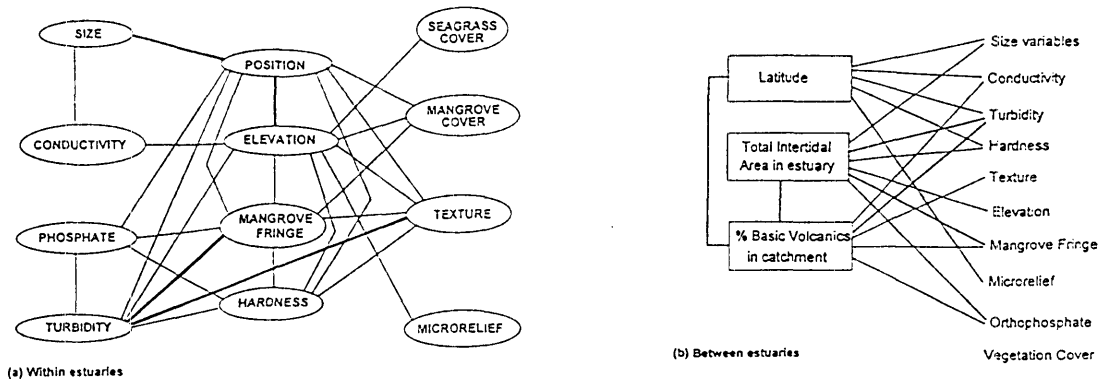 SIZE
POSITION
SEAGRASS
COVER
CONDUCTIVITY
ELEVATION
MANGROVE
COVER
PHOSPHATE
MANGROVE
FRINGE
TEXTURE
TURBIDITY
HARDNESS
MICRORELIEF
(a) Within estuaries
Latitude
Total Intertidal
Area in estuary
% Basic Volcanics
in catchment
Size variables
Conductivity
Turbidity
Hardness
Texture
Elevation
Mangrove Fringe
Microrelief
Orthophosphate
Vegetation Cover
(b) Between estuaries